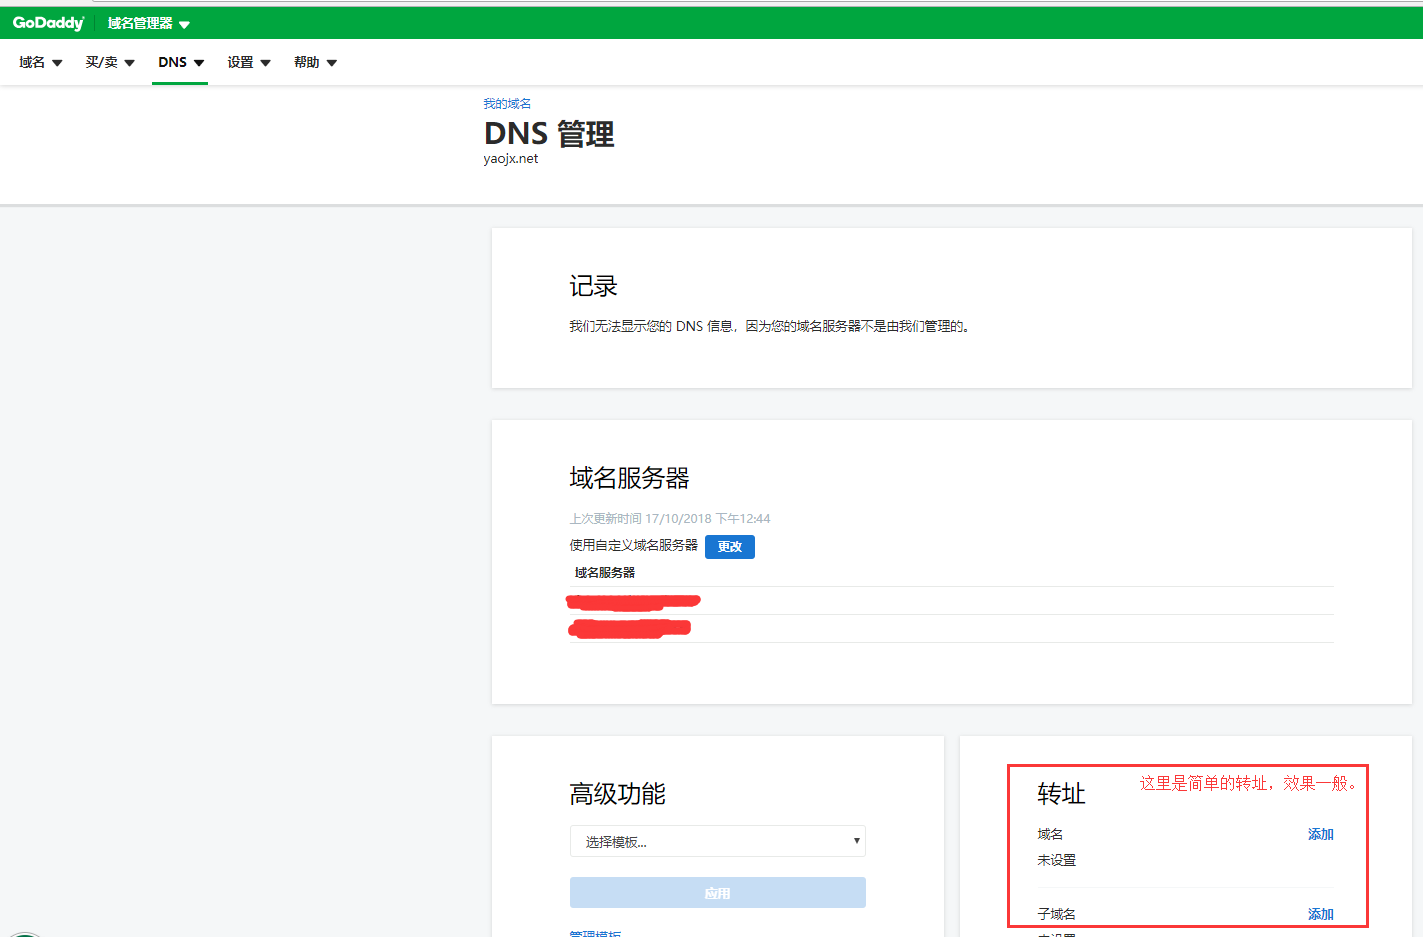 GoDaddy 域名管理器
域名 买/卖 DNS 设置 帮助
我的域名
DNS 管理
yaojx.net
记录
我们无法显示您的 DNS 信息，因为您的域名服务器不是由我们管理的。
域名服务器
上次更新时间 17/10/2018 下午12:44
使用自定义域名服务器 更改
域名服务器
高级功能
选择模板...
应用
管理模板
转址 这里是简单的转址，效果一般。
域名 添加
未设置
子域名 添加
未设置